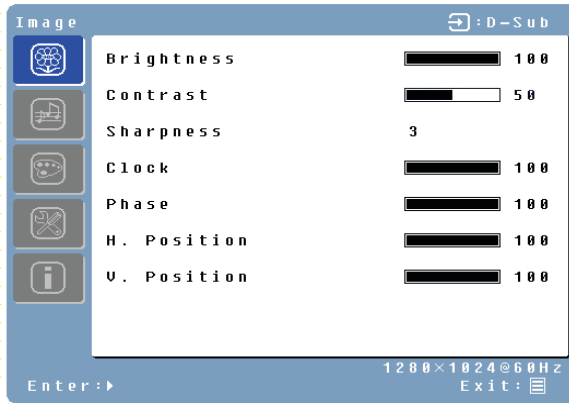 Image :D-Sub
Brightness 100
Contrast 50
Sharpness 3
Clock 100
Phase 100
H. Position 100
V. Position 100
1280×1024@60Hz
Enter: Exit: